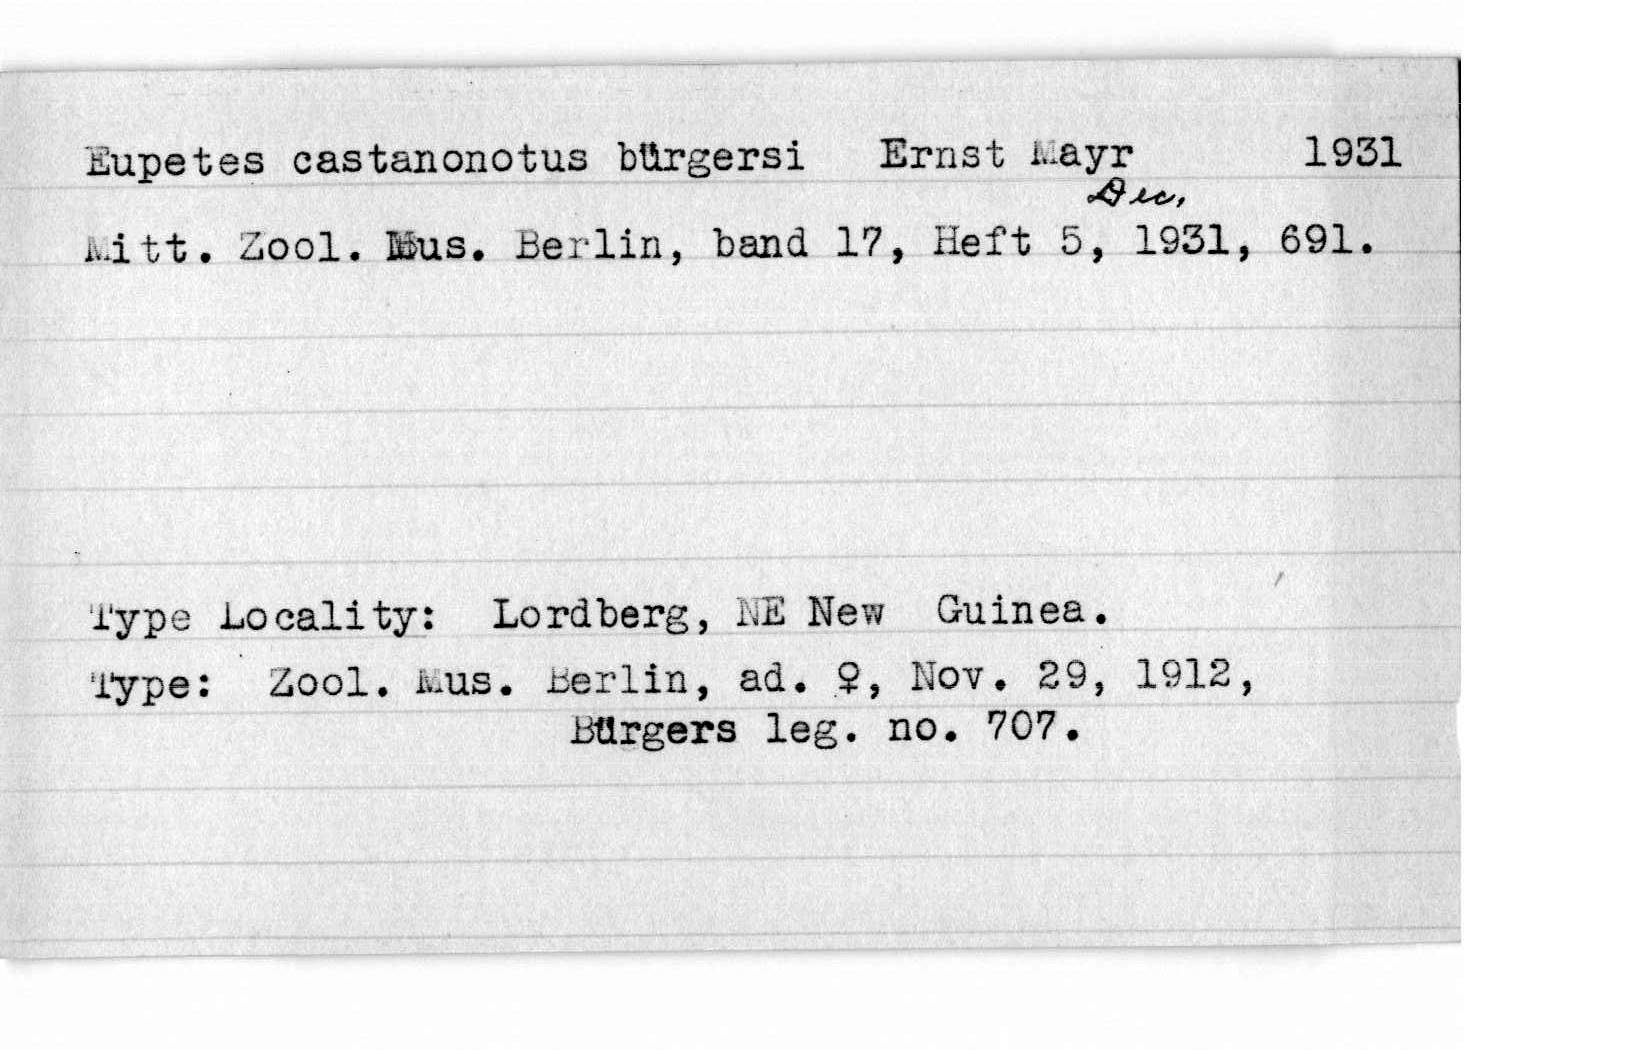 Eupetes castanonotus bürgersi Ernst Mayr 1931
Dec.
Mitt. Zool. Mus. Berlin, band 17, Heft 5, 1931, 691.
Type Locality: Lordberg, NE New Guinea.
Type: Zool. Mus. Berlin, ad. ♀, Nov. 29, 1912,
Bürgers leg. no. 707.